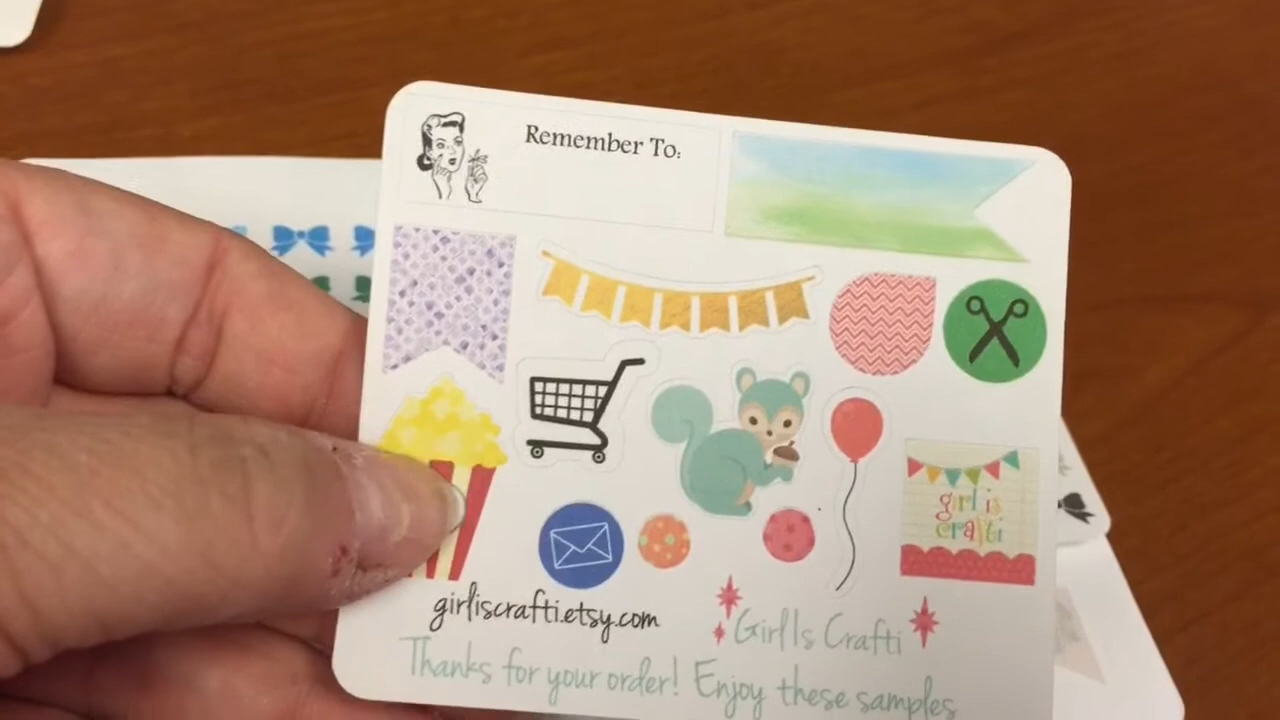 Remember To:
girl is
crafti
girliscrafti.etsy.com
Girl Is Crafti
Thanks for your order! Enjoy these samples